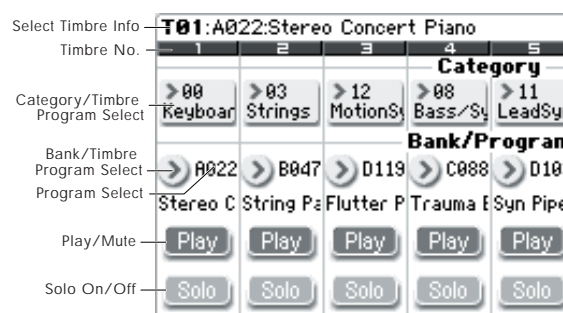 Select Timbre Info T01:A022:Stereo Concert Piano
Timbre No. 1 2 3 4 5
Category
Category/Timbre
Program Select
00 03 12 08 11
Keyboar Strings MotionSy Bass/Sy LeadSy
Bank/Program
Bank/Timbre
Program Select
A022 B047 D119 C088 D10
Program Select
Stereo C String Pa Flutter P Trauma B Syn Pipe
Play/Mute Play Play Play Play Play
Solo On/Off Solo Solo Solo Solo Solo